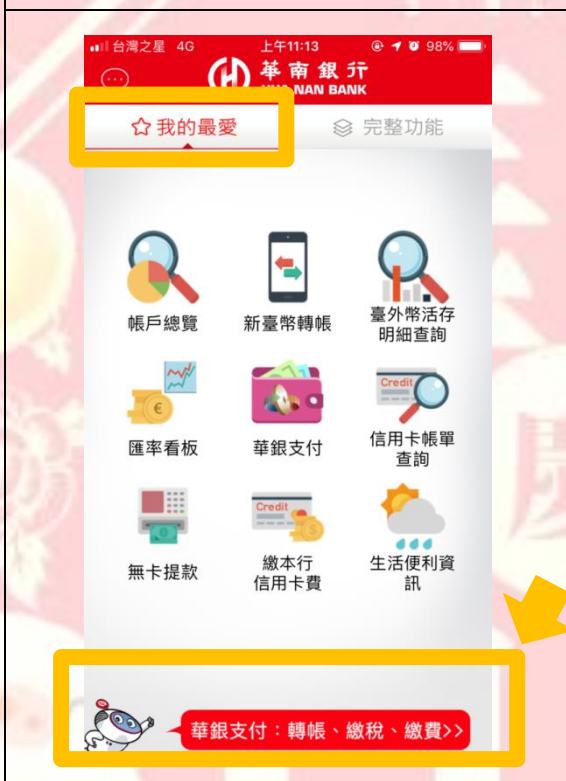 台灣之星 4G 上午11:13 98%
華南銀行
HUA NAN BANK
我的最愛 完整功能
帳戶總覽 新臺幣轉帳 臺外幣活存
明細查詢
Credit
匯率看板 華銀支付 信用卡帳單
查詢
Credit
無卡提款 繳本行 生活便利資
信用卡費 訊
華銀支付：轉帳、繳稅、繳費>>